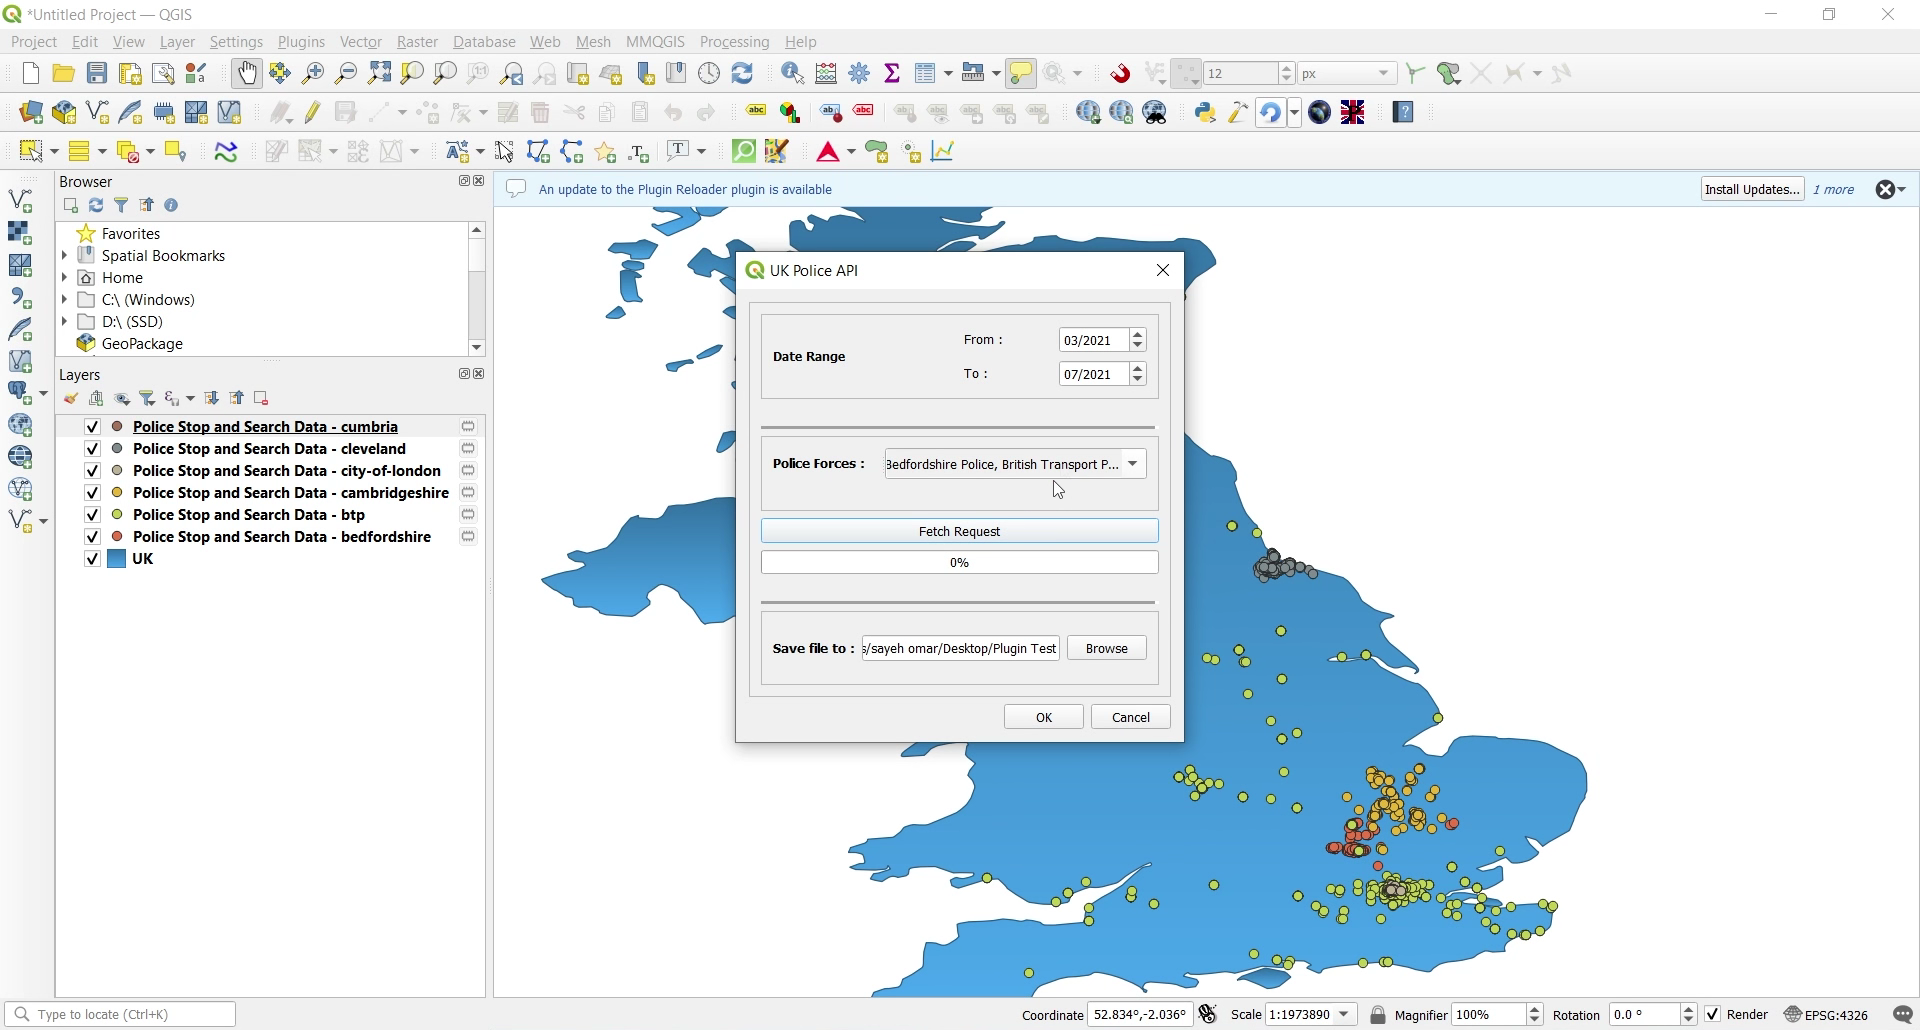 *Untitled Project — QGIS
Project Edit View Layer Settings Plugins Vector Raster Database Web Mesh MMQGIS Processing Help
12 px
Browser
An update to the Plugin Reloader plugin is available
Install Updates... 1 more
Favorites
Spatial Bookmarks
Home
C:\ (Windows)
D:\ (SSD)
GeoPackage
Layers
Police Stop and Search Data - cumbria
Police Stop and Search Data - cleveland
Police Stop and Search Data - city-of-london
Police Stop and Search Data - cambridgeshire
Police Stop and Search Data - btp
Police Stop and Search Data - bedfordshire
UK
UK Police API
Date Range
From :
03/2021
To :
07/2021
Police Forces :
Bedfordshire Police, British Transport P...
Fetch Request
0%
Save file to :
s/sayeh omar/Desktop/Plugin Test
Browse
OK
Cancel
Type to locate (Ctrl+K)
Coordinate 52.834°,-2.036° Scale 1:1973890 Magnifier 100% Rotation 0.0 ° Render EPSG:4326